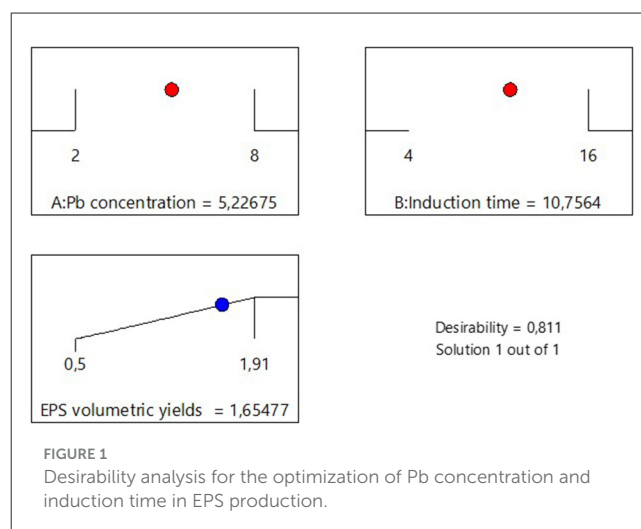 2 8
A:Pb concentration = 5,22675
4 16
B:Induction time = 10,7564
0,5 1,91
EPS volumetric yields = 1,65477
Desirability = 0,811
Solution 1 out of 1
FIGURE 1
Desirability analysis for the optimization of Pb concentration and
induction time in EPS production.